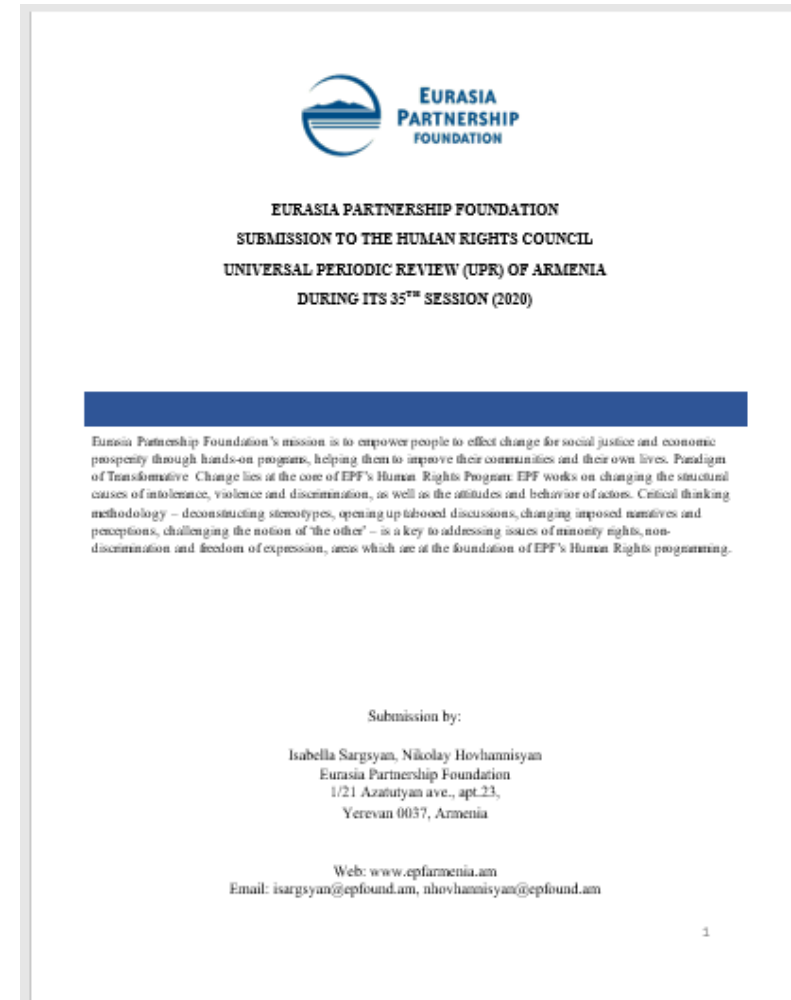 EURASIA
PARTNERSHIP
FOUNDATION
EURASIA PARTNERSHIP FOUNDATION
SUBMISSION TO THE HUMAN RIGHTS COUNCIL
UNIVERSAL PERIODIC REVIEW (UPR) OF ARMENIA
DURING ITS 35TH SESSION (2020)
Eurasia Partnership Foundation's mission is to empower people to effect change for social justice and economic
prosperity through hands-on programs, helping them to improve their communities and their own lives. Paradigm
of Transformative Change lies at the core of EPF's Human Rights Program: EPF works on changing the structural
causes of intolerance, violence and discrimination, as well as the attitudes and behavior of actors. Critical thinking
methodology – deconstructing stereotypes, opening up tabooed discussions, changing imposed narratives and
perceptions, challenging the notion of 'the other' – is a key to addressing issues of minority rights, non-
discrimination and freedom of expression, areas which are at the foundation of EPF's Human Rights programming.
Submission by:
Isabella Sargsyan, Nikolay Hovhannisyan
Eurasia Partnership Foundation
1/21 Azatutyan ave., apt.23,
Yerevan 0037, Armenia
Web: www.epfarmenia.am
Email: isargsyan@epfound.am, nhovhannisyan@epfound.am
1